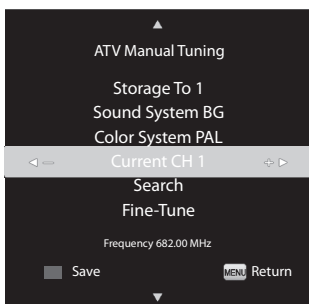 ATV Manual Tuning
Storage To 1
Sound System BG
Color System PAL
Current CH 1
Search
Fine-Tune
Frequency 682.00 MHz
Save MENU Return